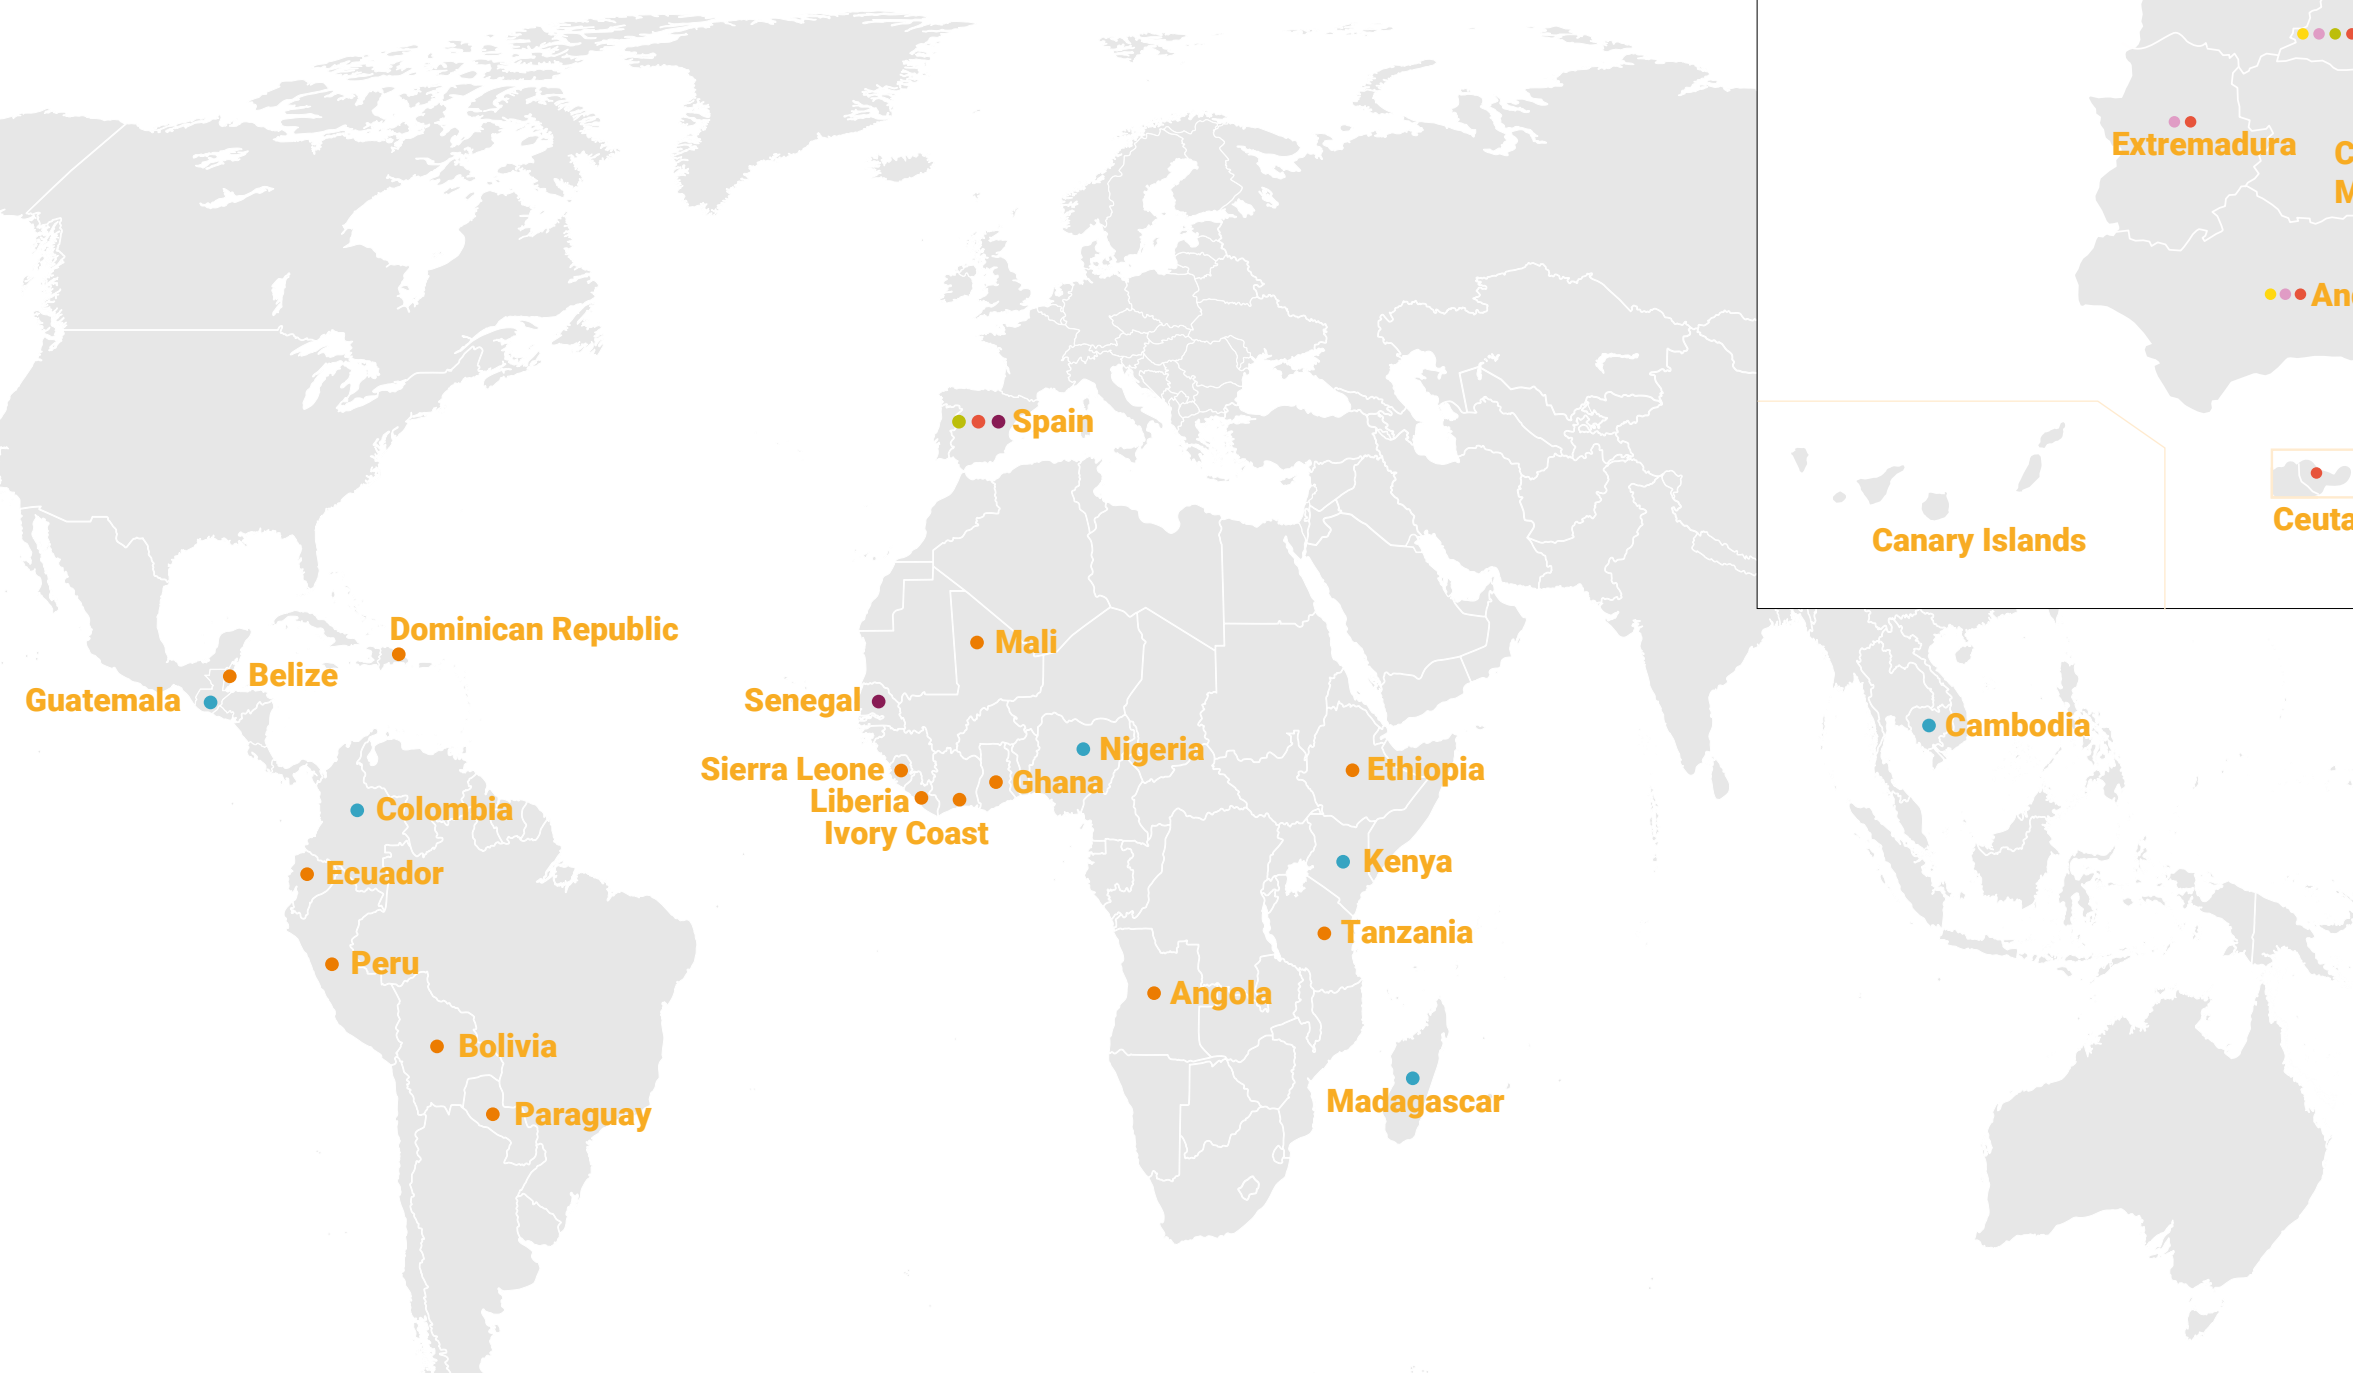 Extremadura
Spain
Canary Islands
Dominican Republic
Mali
Belize
Guatemala
Senegal
Cambodia
Nigeria
Sierra Leone
Ethiopia
Ghana
Liberia
Colombia
Ivory Coast
Kenya
Ecuador
Tanzania
Peru
Angola
Bolivia
Madagascar
Paraguay